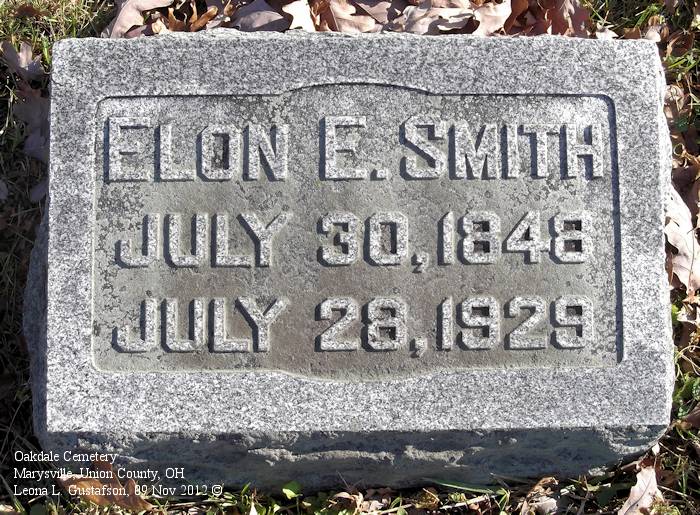 ELON E. SMITH
JULY 30, 1848
JULY 28, 1929
Oakdale Cemetery
Marysville, Union County, OH
Leona L. Gustafson, 09 Nov 2012 ©